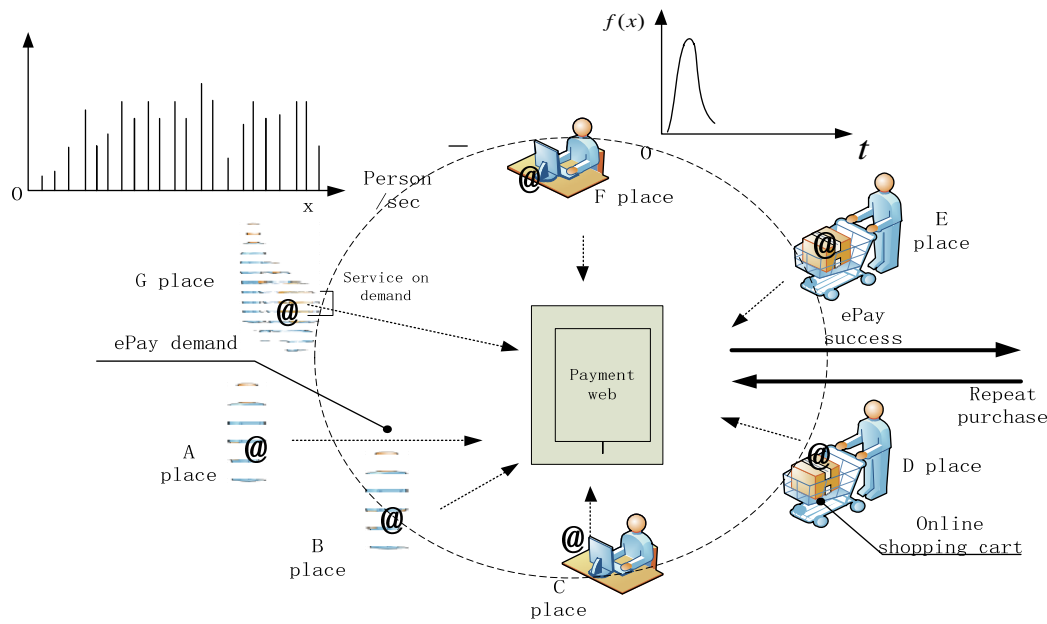 f(x)
0
x
—
0
t
Person
/sec
@
F place
E
place
@
G place
Service on
demand
@
ePay
success
ePay demand
Payment
web
Repeat
purchase
A
place
@
@
D place
B
place
@
Online
shopping cart
@
C
place